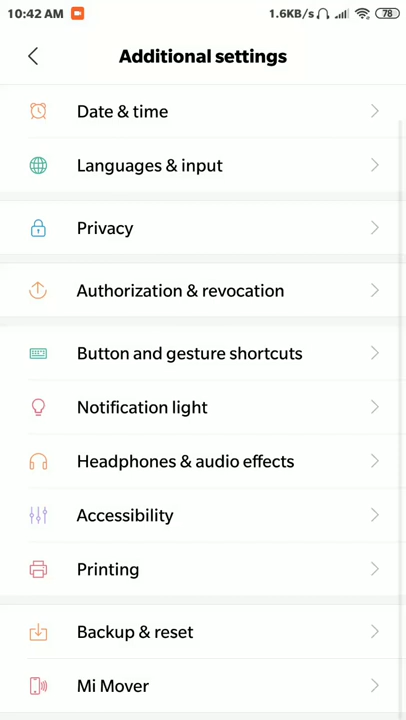 10:42 AM 1.6KB/s 78
Additional settings
Date & time
Languages & input
Privacy
Authorization & revocation
Button and gesture shortcuts
Notification light
Headphones & audio effects
Accessibility
Printing
Backup & reset
Mi Mover